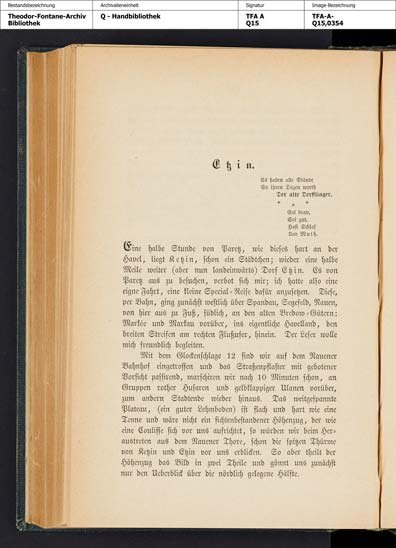 Bestandsbezeichnung
Archivalieneinheit
Signatur
Image-Bezeichnung
Theodor-Fontane-Archiv
Bibliothek
Q - Handbibliothek
TFA A
Q15
TFA-A-
Q15,0354
Etzin.
Es haben alle Stände
So ihren Degen werth
Der alte Derfflinger.
* * *
Sei brav,
Sei gut,
Hast Schlaf
Und Muth.
Eine halbe Stunde von Paretz, wie dieses hart an der
Havel, liegt Ketzin, schon ein Städtchen; wieder eine halbe
Meile weiter (aber nun landeinwärts) Dorf Etzin. Es von
Paretz aus zu besuchen, verbot sich mir; ich hatte also eine
eigne Fahrt, eine kleine Special-Reise dafür anzusetzen. Diese,
per Bahn, ging zunächst westlich über Spandau, Segefeld, Nauen,
von hier aus zu Fuß, südlich, an den alten Bredow-Gütern:
Markee und Markau vorüber, ins eigentliche Havelland, den
breiten Streifen am rechten Flußufer, hinein. Der Leser wolle
mich freundlich begleiten.
Mit dem Glockenschlage 12 sind wir auf dem Nauener
Bahnhof eingetroffen und das Straßenpflaster mit gebotener
Vorsicht passirend, marschiren wir nach 10 Minuten schon, an
Gruppen rother Husaren und gelbklappiger Ulanen vorüber,
zum andern Stadtende wieder hinaus. Das weitgespannte
Plateau, (ein guter Lehmboden) ist flach und hart wie eine
Tenne und wäre nicht ein fichtenbestandener Höhenzug, der wie
eine Coulisse sich vor uns aufrichtet, so würden wir beim Her-
austreten aus dem Nauener Thore, schon die spitzen Thürme
von Ketzin und Etzin vor uns erblicken. So aber theilt der
Höhenzug das Bild in zwei Theile und gönnt uns zunächst
nur den Ueberblick über die nördlich gelegene Hälfte.